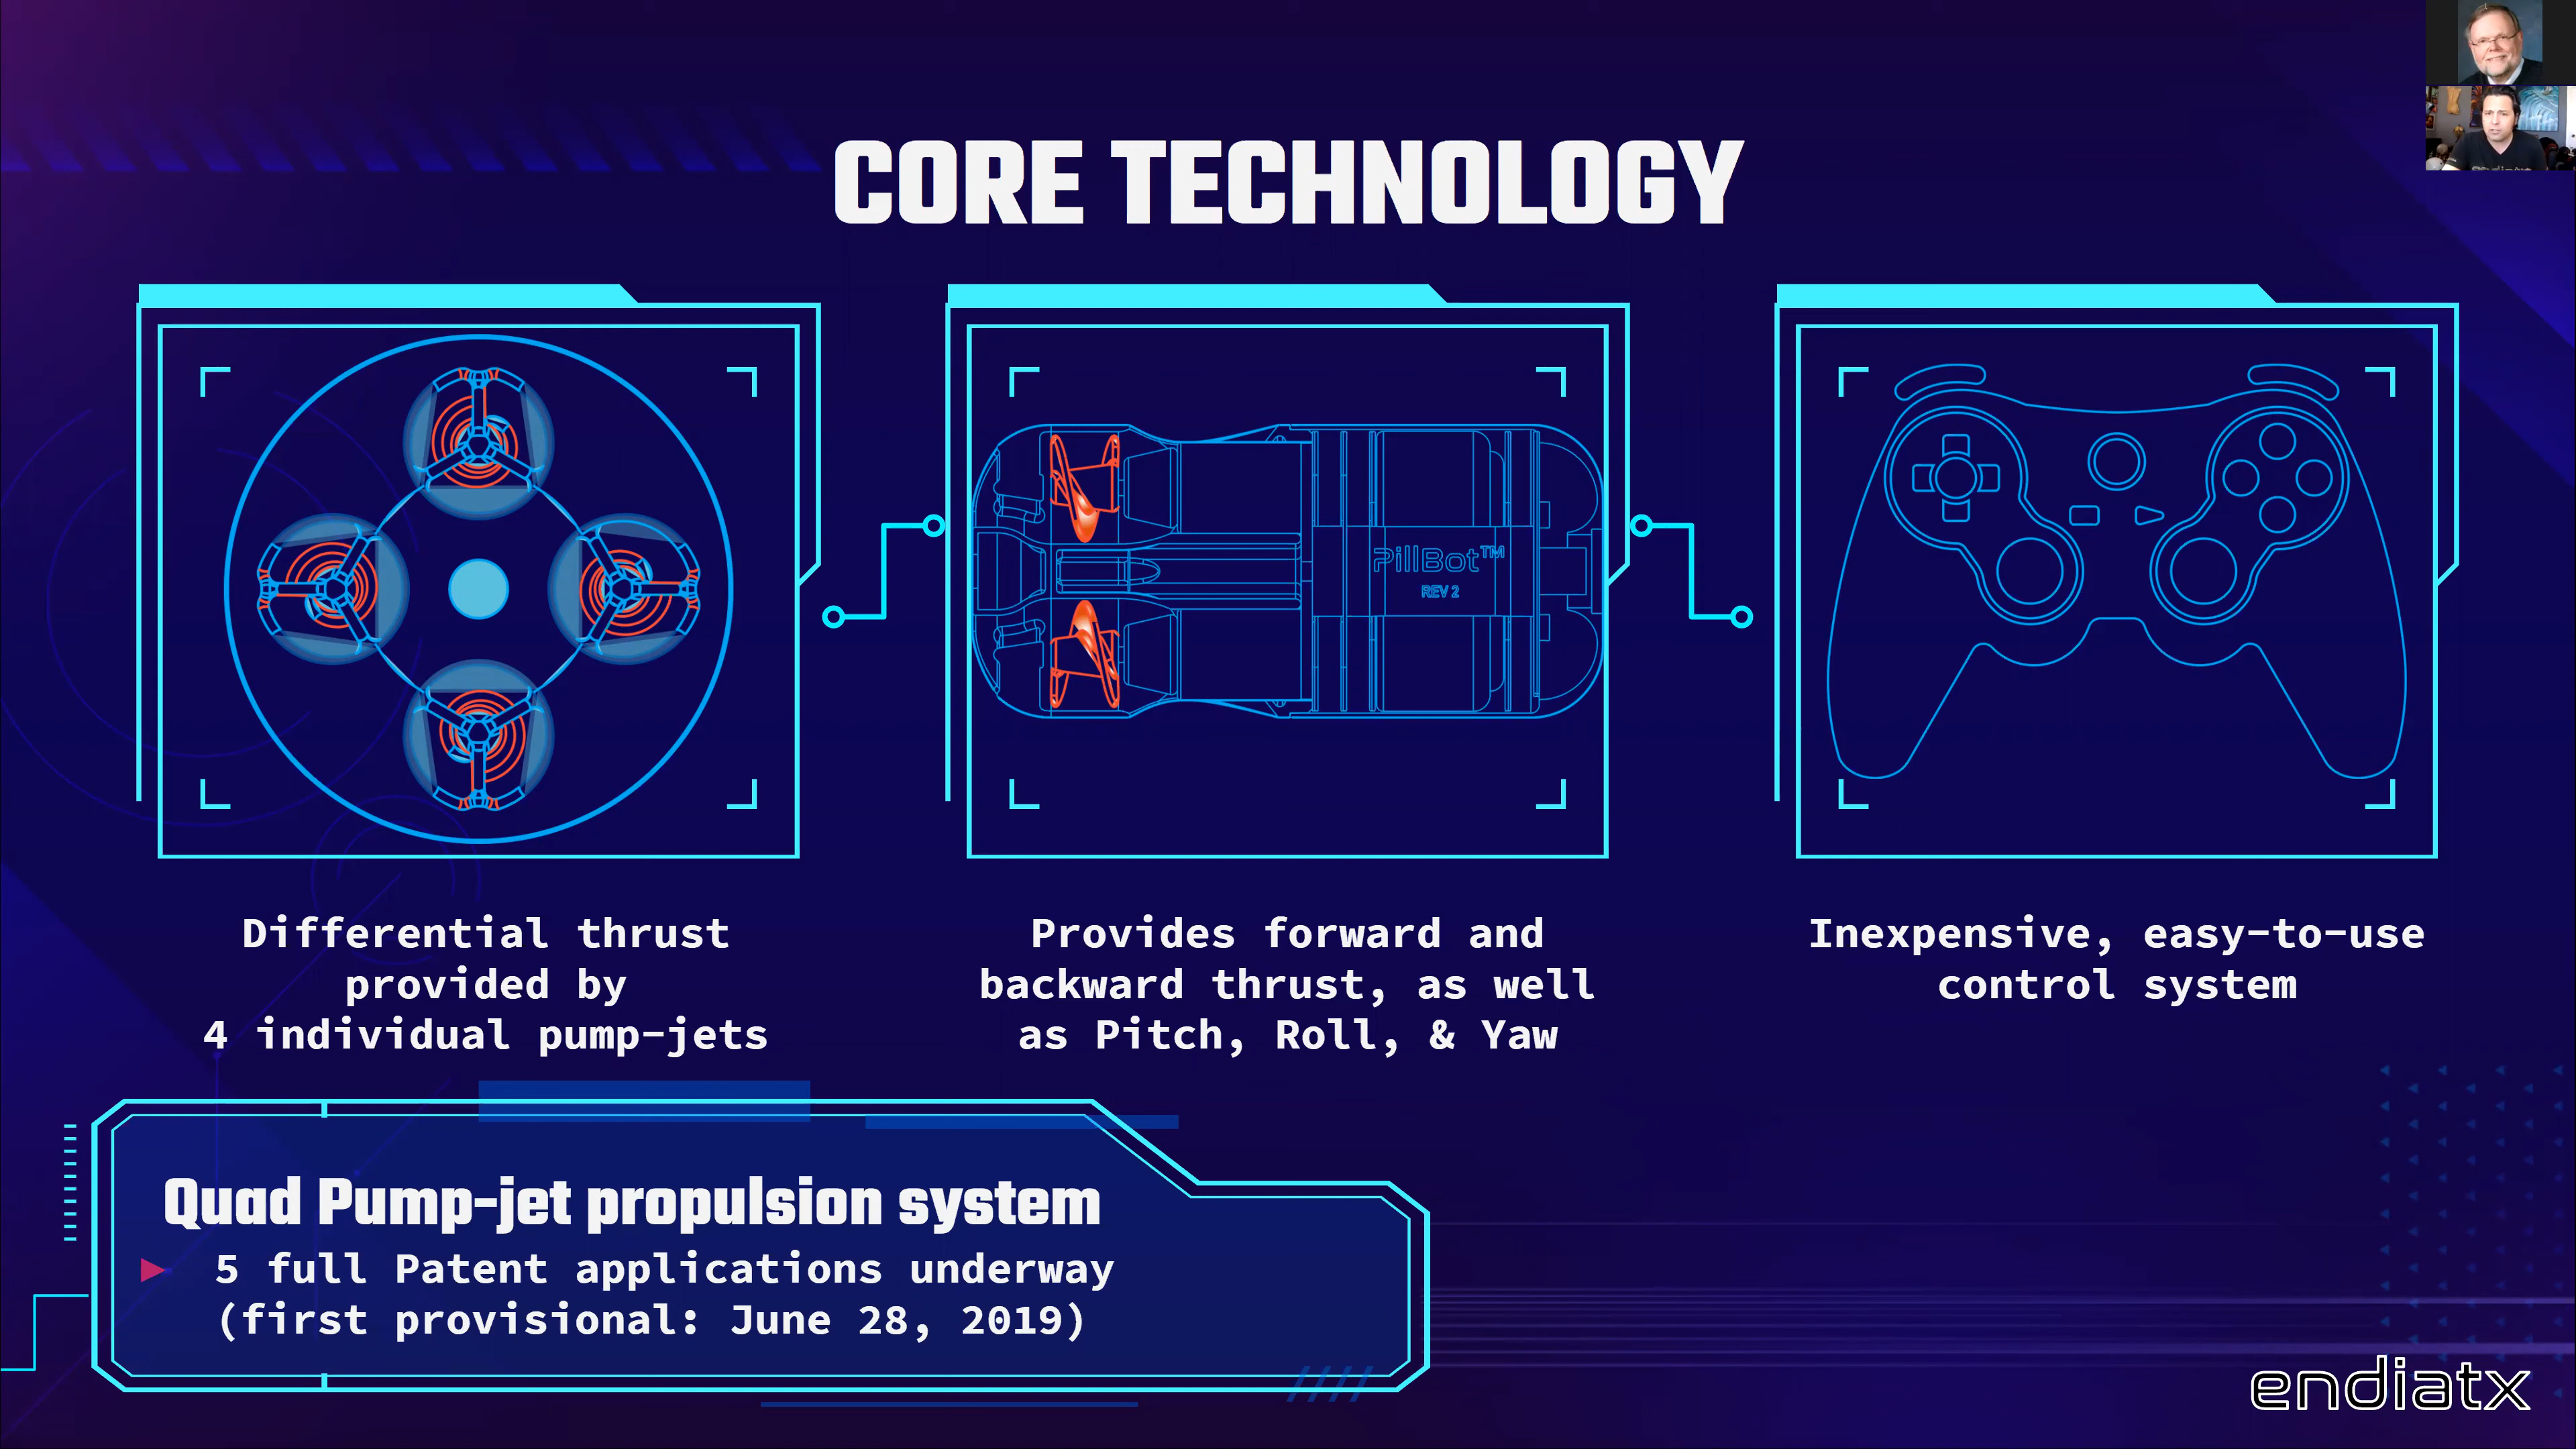 CORE TECHNOLOGY
PillBot™
REV 2
Differential thrust
provided by
4 individual pump-jets
Provides forward and
backward thrust, as well
as Pitch, Roll, & Yaw
Inexpensive, easy-to-use
control system
Quad Pump-jet propulsion system
5 full Patent applications underway
(first provisional: June 28, 2019)
endiatx